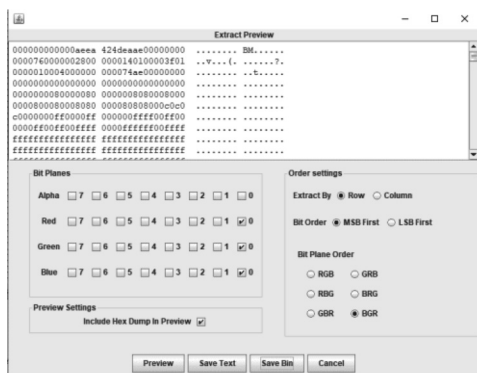 Extract Preview
000000000000aeea 424deaae00000000 ........ BM......
0000760000002800 0000140100003f01 ..v...(. ......?.
0000010004000000 000074ae00000000 ........ ..t.....
0000000000000000 0000000000000000 ........ ........
0000000080000080 0000008080008000 ........ ........
0000800080008080 000080808000c0c0 ........ ........
c0000000ff0000ff 000000ffff00ff00 ........ ........
0000ff00ff00ffff 0000ffffff00ffff ........ ........
ffffffffffffffff ffffffffffffffff ........ ........
ffffffffffffffff ffffffffffffffff ........ ........
Bit Planes
Order settings
Alpha 7 6 5 4 3 2 1 0
Extract By Row Column
Red 7 6 5 4 3 2 1 0
Bit Order MSB First LSB First
Green 7 6 5 4 3 2 1 0
Bit Plane Order
Blue 7 6 5 4 3 2 1 0
RGB GRB
RBG BRG
Preview Settings
Include Hex Dump In Preview
GBR BGR
Preview Save Text Save Bin Cancel